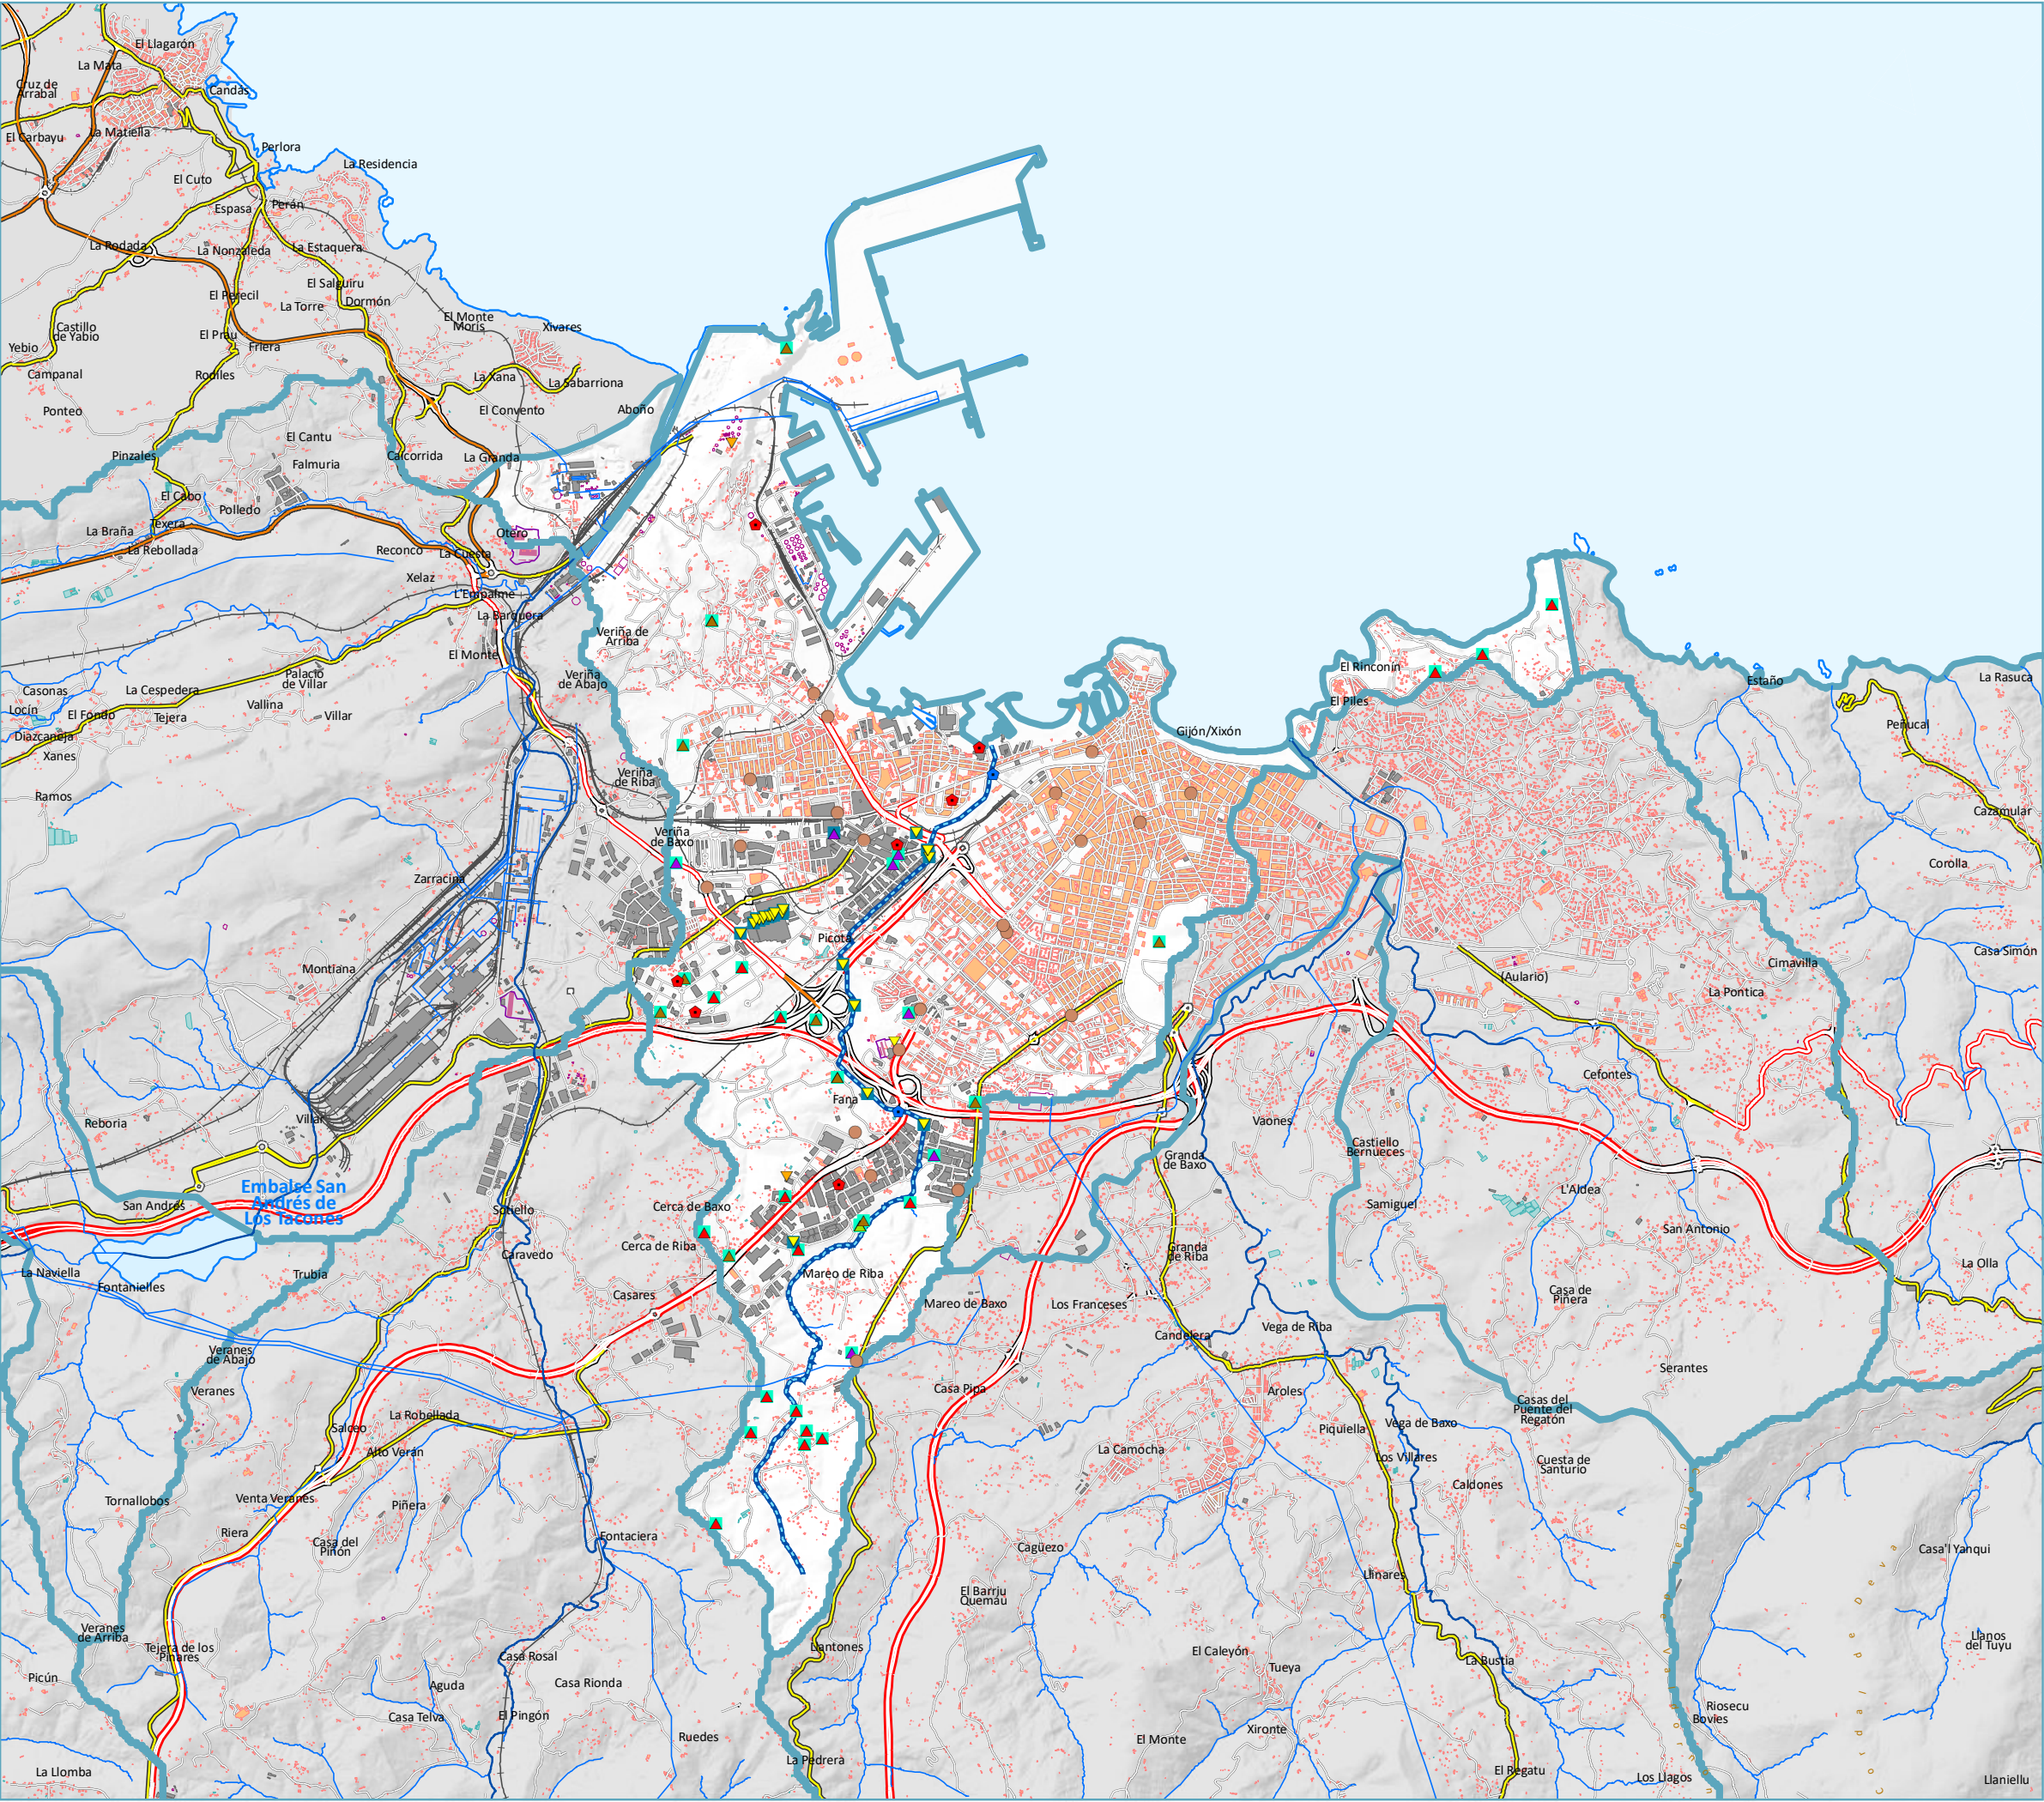 El Llagarón
La Mata
Cruz de
Arrabal
Candás
La Matiella
El Carbayu
Perlora
La Residencia
El Cuto
Espasa
Perán
La Rodada
La Nonzaleda
La Estaquera
El Salguiru
El Perecil
La Torre
Dormón
El Monte
Moris
Xivares
Castillo
de Yabio
El Prau
Friera
Yebio
Campanal
Rodiles
La Xana
La Sabarriona
Ponteo
El Convento
Aboño
El Cantu
Pinzales
Calcorrida
La Granda
Falmuria
El Cabo
Polledo
Texera
La Braña
La Rebollada
Otero
Reconco
La Cuesta
Xelaz
L'Empalme
La Barquera
Veriña de
Arriba
El Monte
Palacio
de Villar
Veriña
de Abajo
Casonas
La Cespedera
Locín
El Fondo
Tejera
Vallina
Villar
Diazcaneja
Xanes
El Rinconín
El Piles
Estaño
La Rasuca
Peñucal
Gijón/Xixón
Veriña
de Riba
Ramos
Cazamular
Veriña
de Baxo
Corolla
Zarracina
Picota
Casa Simón
Montiana
Cimavilla
(Aulario)
La Pontica
Cefontes
Fana
Reboria
Villar
Vaones
Castiello
Bernueces
Granda
de Baxo
Embalse San
Andrés de
Los Tacones
San Andrés
Sotiello
Cerca de Baxo
Samiguel
L'Aldea
San Antonio
Cerca de Riba
Caravedo
Granda
de Riba
La Olla
La Naviella
Fontanielles
Trubia
Mareo de Riba
Casares
Mareo de Baxo
Los Franceses
Casa de
Piñera
Candelera
Vega de Riba
Veranes
de Abajo
Serantes
Veranes
Casa Pipa
Aroles
Casas del
Puente del
Regatón
La Robellada
Salceo
Alto Verán
La Camocha
Piquiella
Vega de Baxo
Los Villares
Cuesta de
Santurio
Caldones
Tornallobos
Venta Veranes
Piñera
Riera
Casa del
Piñón
Fontaciera
Cagüezo
Casa'l Yanqui
Llinares
El Barriu
Quemáu
Veranes
de Arriba
Tejera de los
Pinares
Llantones
Llanos
del Tuyu
Casa Rosal
El Caleyón
La Bustia
Picún
Aguda
Casa Rionda
Tueya
Casa Telva
El Pingón
Riosecu
Bovies
Ruedes
El Monte
Xironte
La Llomba
La Pedrera
El Regatu
Los Llagos
Llaniellu